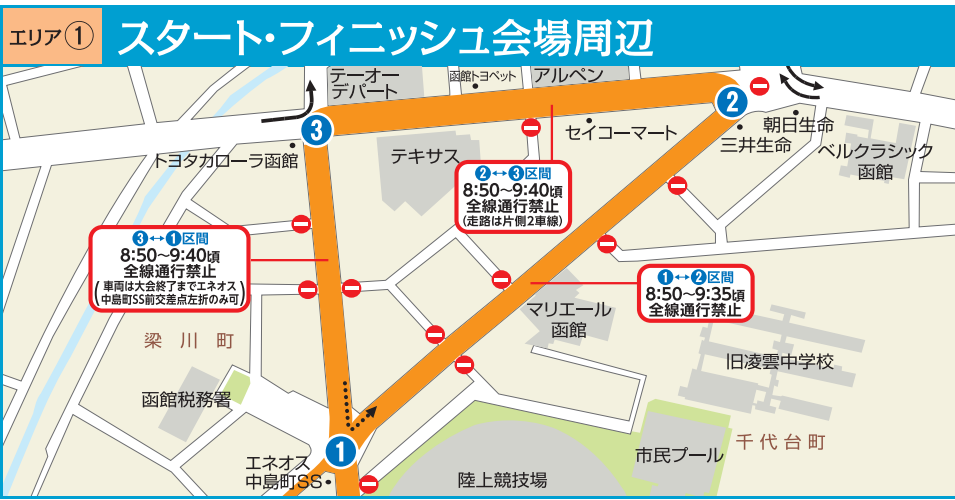 エリア①
スタート・フィニッシュ会場周辺
テーオー
デパート
函館トヨペット
アルペン
3
2
トヨタカローラ函館
テキサス
セイコーマート
朝日生命
三井生命
ベルクラシック
函館
2↔3区間
8:50〜9:40頃
全線通行禁止
(走路は片側2車線)
3↔1区間
8:50〜9:40頃
全線通行禁止
(車両は大会終了までエネオス
中島町SS前交差点左折のみ可)
1↔2区間
8:50〜9:35頃
全線通行禁止
マリエール
函館
梁川町
旧凌雲中学校
函館税務署
千代台町
1
エネオス
中島町SS
陸上競技場
市民プール